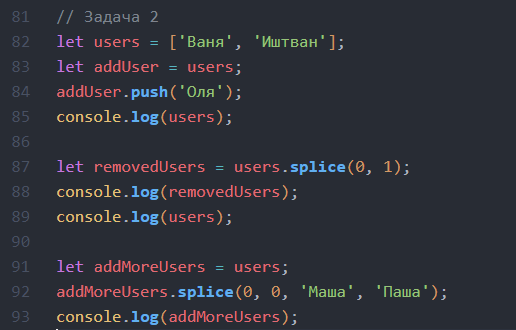 81 // Задача 2
82 let users = ['Ваня', 'Иштван'];
83 let addUser = users;
84 addUser.push('Оля');
85 console.log(users);
86
87 let removedUsers = users.splice(0, 1);
88 console.log(removedUsers);
89 console.log(users);
90
91 let addMoreUsers = users;
92 addMoreUsers.splice(0, 0, 'Маша', 'Паша');
93 console.log(addMoreUsers);